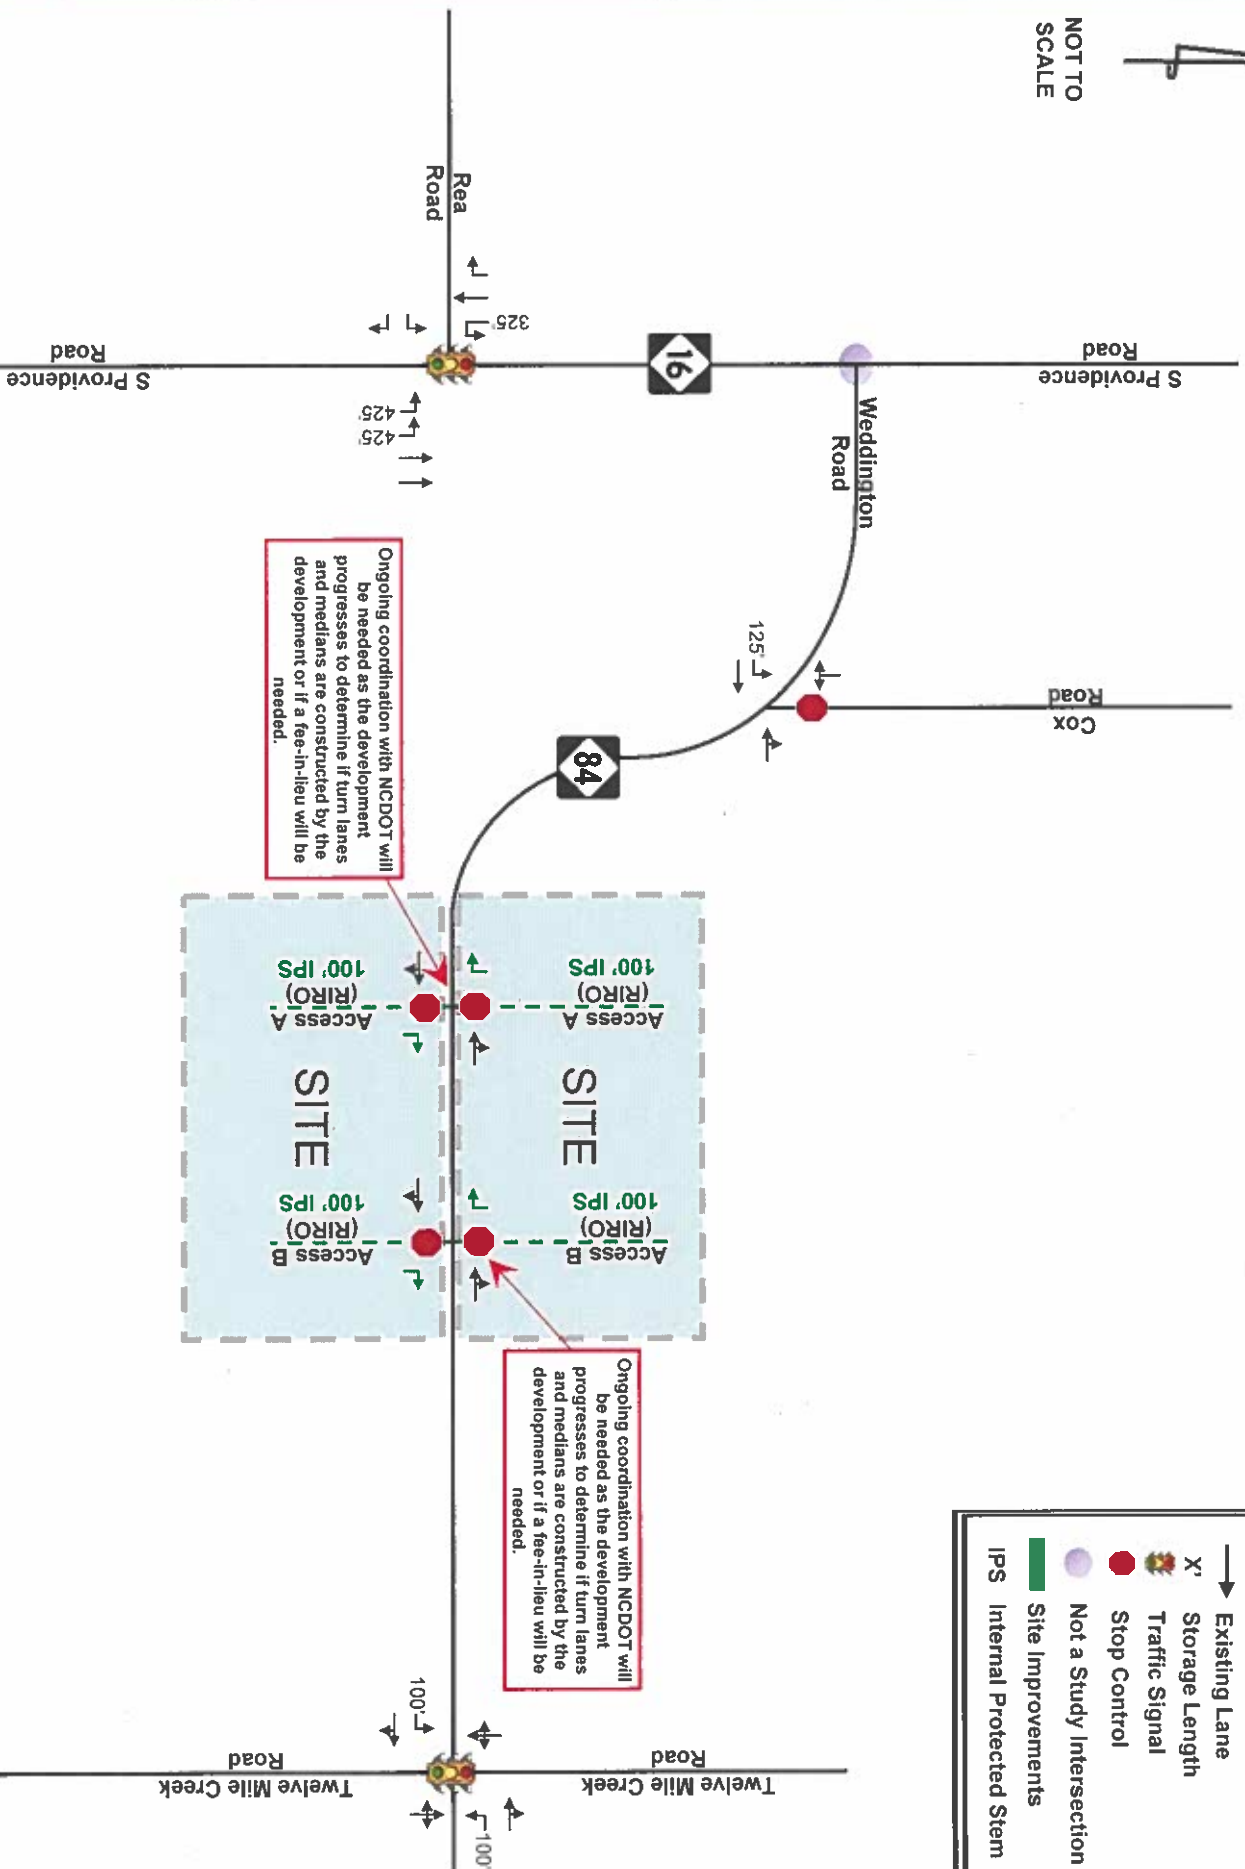 NOT TO
SCALE
Rea
Road
325'
S Providence
Road
16
S Providence
Road
425'
425'
Weddington
Road
125'
Cox
Road
84
Ongoing coordination with NCDOT will
be needed as the development
progresses to determine if turn lanes
and medians are constructed by the
development or if a fee-in-lieu will be
needed.
Access A
(RIRO)
100' IPS
Access A
(RIRO)
100' IPS
SITE
SITE
Access B
(RIRO)
100' IPS
Access B
(RIRO)
100' IPS
Ongoing coordination with NCDOT will
be needed as the development
progresses to determine if turn lanes
and medians are constructed by the
development or if a fee-in-lieu will be
needed.
100'
Twelve Mile Creek
Road
Twelve Mile Creek
Road
100'
Existing Lane
X' Storage Length
Traffic Signal
Stop Control
Not a Study Intersection
Site Improvements
IPS Internal Protected Stem